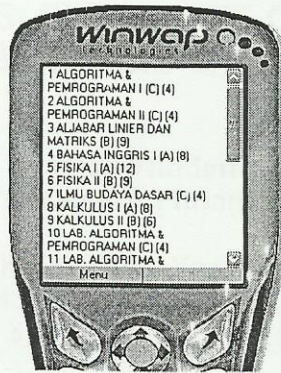 winwap
technologies
1 ALGORITMA &
PEMROGRAMAN I (C) (4)
2 ALGORITMA &
PEMROGRAMAN II (C) (4)
3 ALJABAR LINIER DAN
MATRIKS (B) (9)
4 BAHASA INGGRIS I (A) (8)
5 FISIKA I (A) (12)
6 FISIKA II (B) (9)
7 ILMU BUDAYA DASAR (C) (4)
8 KALKULUS I (A) (8)
9 KALKULUS II (B) (6)
10 LAB. ALGORITMA &
PEMROGRAMAN (C) (4)
11 LAB. ALGORITMA &
Menu